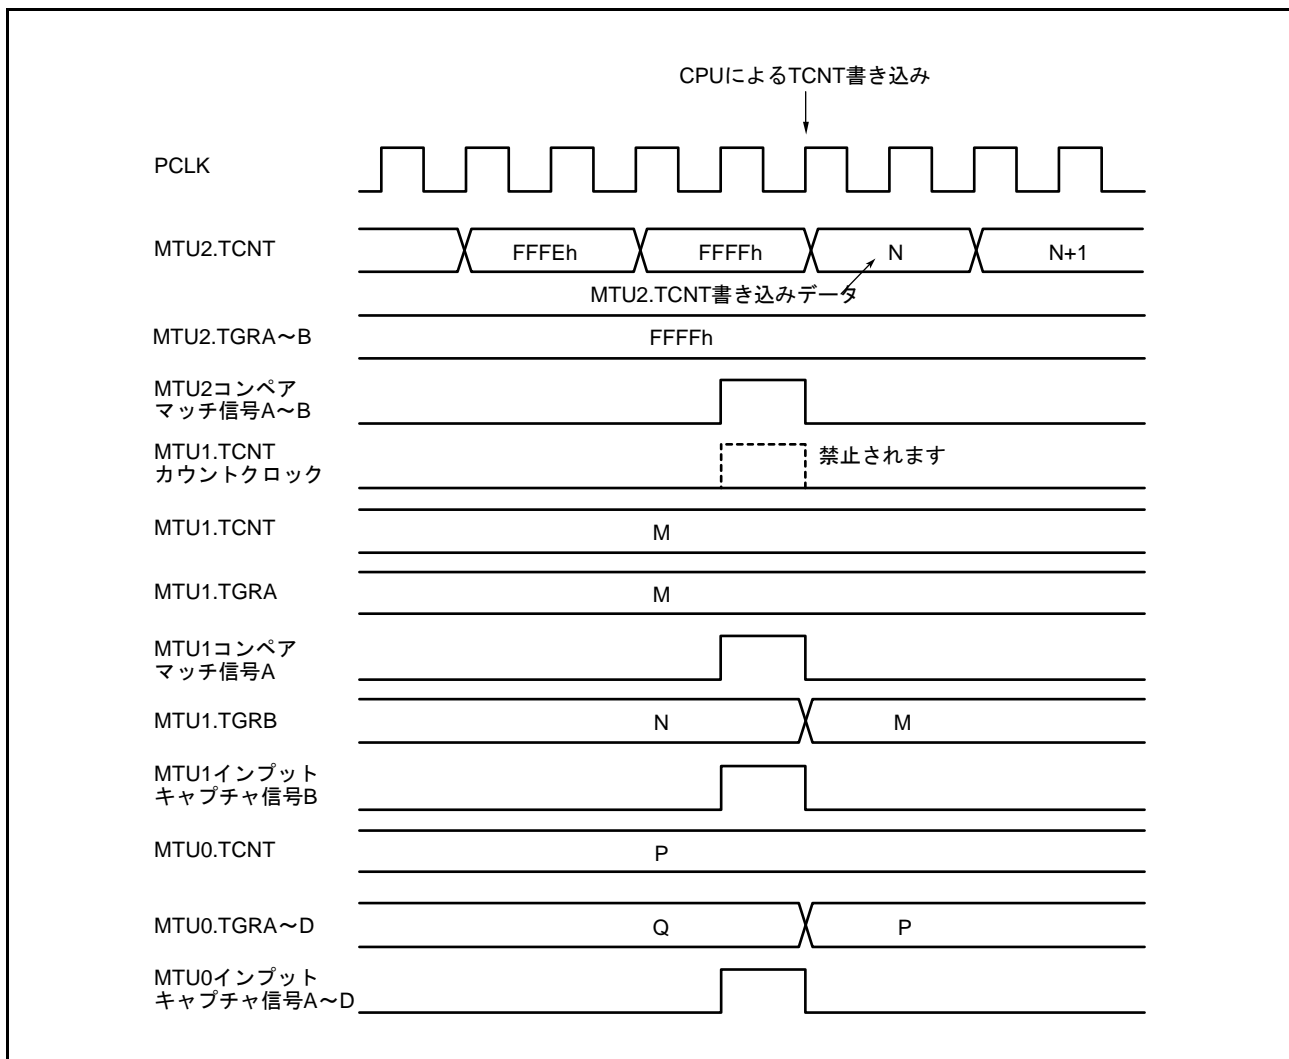 CPUによるTCNT書き込み
PCLK
MTU2.TCNT
FFFEh
FFFFh
N
N+1
MTU2.TCNT書き込みデータ
MTU2.TGRA～B
FFFFh
MTU2コンペア
マッチ信号A～B
MTU1.TCNT
カウントクロック
禁止されます
MTU1.TCNT
M
MTU1.TGRA
M
MTU1コンペア
マッチ信号A
MTU1.TGRB
N
M
MTU1インプット
キャプチャ信号B
MTU0.TCNT
P
MTU0.TGRA～D
Q
P
MTU0インプット
キャプチャ信号A～D